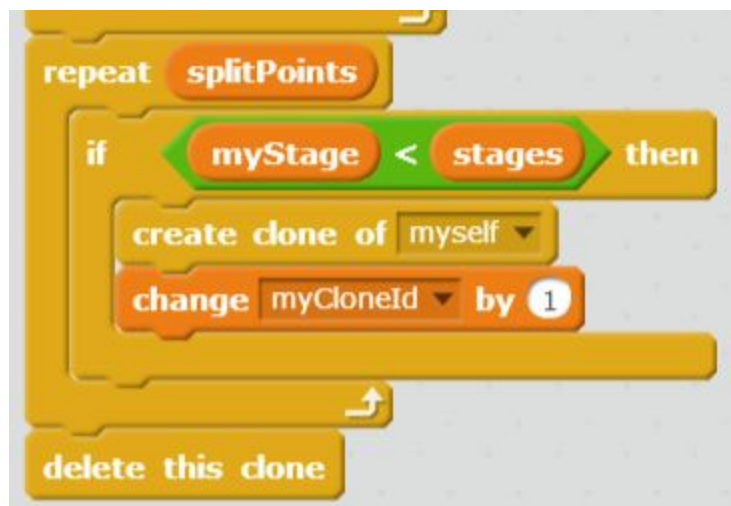 repeat splitPoints
if myStage < stages then
create clone of myself
change myCloneId by 1
delete this clone